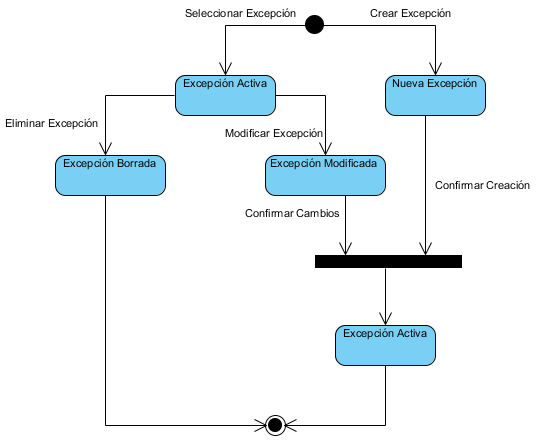 Seleccionar Excepción
Crear Excepción
Excepción Activa
Nueva Excepción
Eliminar Excepción
Modificar Excepción
Excepción Borrada
Excepción Modificada
Confirmar Creación
Confirmar Cambios
Excepción Activa